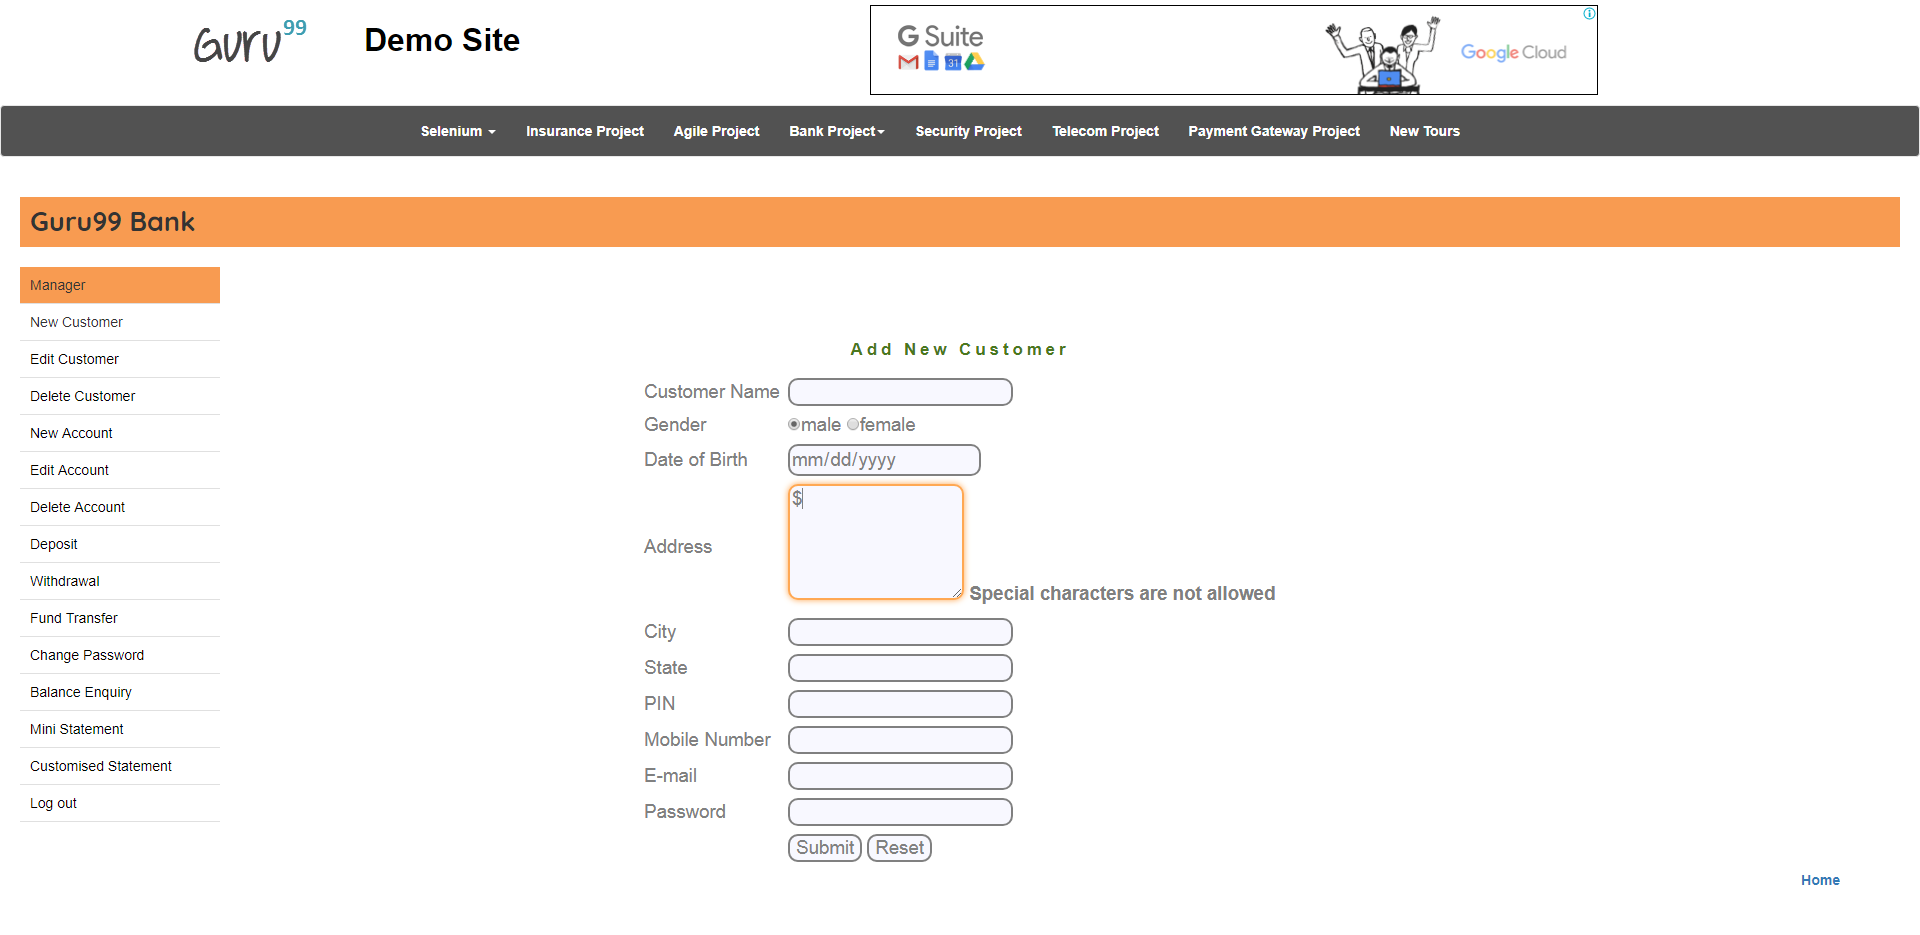 Guru99
Demo Site
G Suite
31
Google Cloud
Selenium
Insurance Project
Agile Project
Bank Project
Security Project
Telecom Project
Payment Gateway Project
New Tours
Guru99 Bank
Manager
New Customer
Edit Customer
Delete Customer
New Account
Edit Account
Delete Account
Deposit
Withdrawal
Fund Transfer
Change Password
Balance Enquiry
Mini Statement
Customised Statement
Log out
Add New Customer
Customer Name
Gender male female
Date of Birth mm/dd/yyyy
Address $
Special characters are not allowed
City
State
PIN
Mobile Number
E-mail
Password
Submit Reset
Home